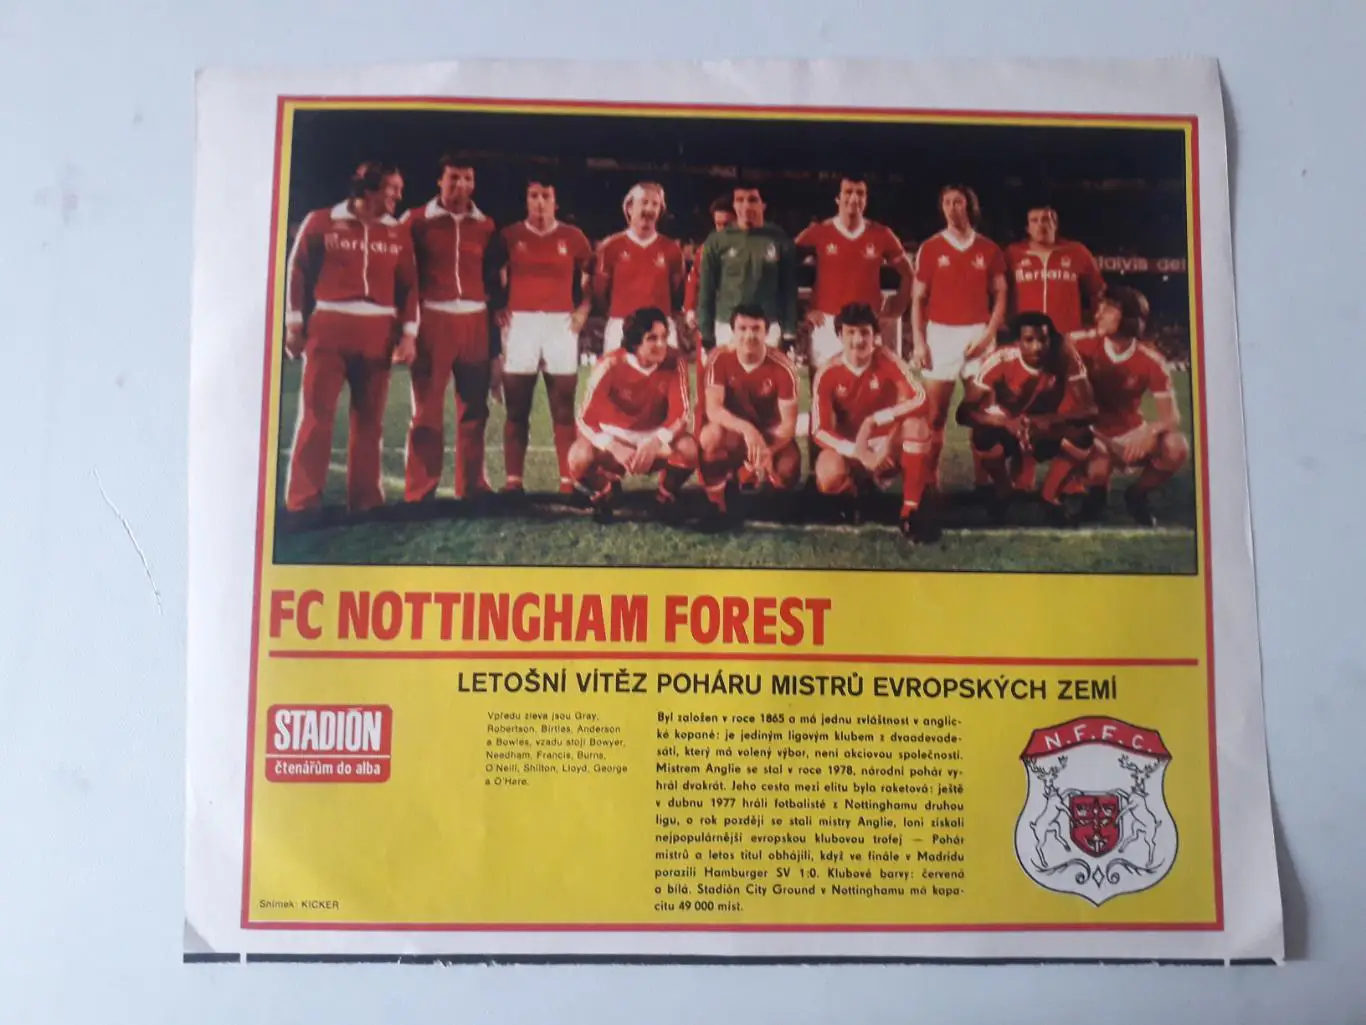 Mersalan
Mersalan
talvis del
FC NOTTINGHAM FOREST
LETOŠNÍ VÍTĚZ POHÁRU MISTRŮ EVROPSKÝCH ZEMÍ
STADIÓN
čtenářům do alba
Vpředu zleva jsou Gray,
Robertson, Birtles, Anderson
a Bowles, vzadu stojí Bowyer,
Needham, Francis, Burns,
O'Neill, Shilton, Lloyd, George
a O'Hare.
Byl založen v roce 1865 a má jednu zvláštnost v anglic-
ké kopané: je jediným ligovým klubem z dvaadevade-
sáti, který má volený výbor, není akciovou společností.
Mistrem Anglie se stal v roce 1978, národní pohár vy-
hrál dvakrát. Jeho cesta mezi elitu byla raketová: ještě
v dubnu 1977 hráli fotbalisté z Nottinghamu druhou
ligu, o rok později se stali mistry Anglie, loni získali
nejpopulárnější evropskou klubovou trofej — Pohár
mistrů a letos titul obhájili, když ve finále v Madridu
porazili Hamburger SV 1:0. Klubové barvy: červená
a bílá. Stadión City Ground v Nottinghamu má kapa-
citu 49 000 míst.
N.F.F.C.
Snímek: KICKER